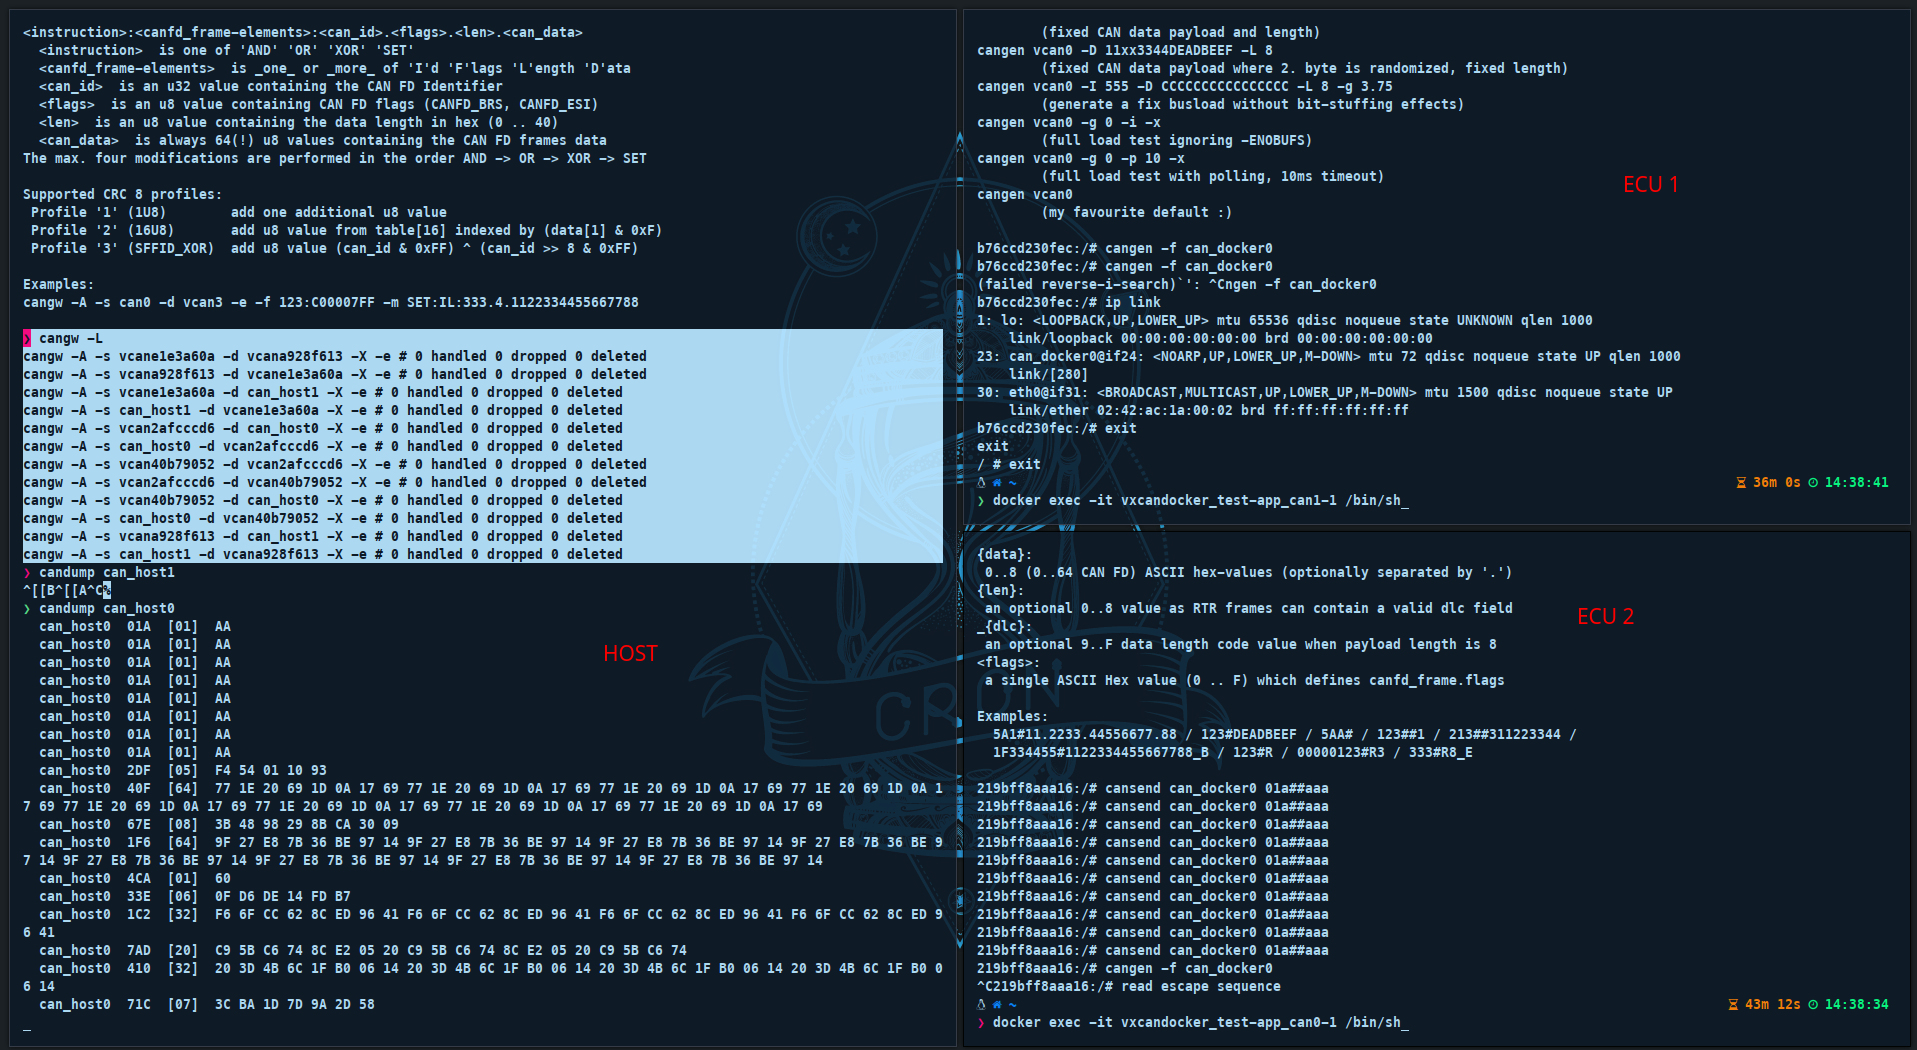 <instruction>:<canfd_frame-elements>:<can_id>.<flags>.<len>.<can_data>
  <instruction>  is one of 'AND' 'OR' 'XOR' 'SET'
  <canfd_frame-elements>  is _one_ or _more_ of 'I'd 'F'lags 'L'ength 'D'ata
  <can_id>  is an u32 value containing the CAN FD Identifier
  <flags>  is an u8 value containing CAN FD flags (CANFD_BRS, CANFD_ESI)
  <len>  is an u8 value containing the data length in hex (0 .. 40)
  <can_data>  is always 64(!) u8 values containing the CAN FD frames data
The max. four modifications are performed in the order AND -> OR -> XOR -> SET

Supported CRC 8 profiles:
 Profile '1' (1U8)        add one additional u8 value
 Profile '2' (16U8)       add u8 value from table[16] indexed by (data[1] & 0xF)
 Profile '3' (SFFID_XOR)  add u8 value (can_id & 0xFF) ^ (can_id >> 8 & 0xFF)

Examples:
cangw -A -s can0 -d vcan3 -e -f 123:C00007FF -m SET:IL:333.4.1122334455667788

❯ cangw -L
cangw -A -s vcane1e3a60a -d vcana928f613 -X -e # 0 handled 0 dropped 0 deleted
cangw -A -s vcana928f613 -d vcane1e3a60a -X -e # 0 handled 0 dropped 0 deleted
cangw -A -s vcane1e3a60a -d can_host1 -X -e # 0 handled 0 dropped 0 deleted
cangw -A -s can_host1 -d vcane1e3a60a -X -e # 0 handled 0 dropped 0 deleted
cangw -A -s vcan2afcccd6 -d can_host0 -X -e # 0 handled 0 dropped 0 deleted
cangw -A -s can_host0 -d vcan2afcccd6 -X -e # 0 handled 0 dropped 0 deleted
cangw -A -s vcan40b79052 -d vcan2afcccd6 -X -e # 0 handled 0 dropped 0 deleted
cangw -A -s vcan2afcccd6 -d vcan40b79052 -X -e # 0 handled 0 dropped 0 deleted
cangw -A -s vcan40b79052 -d can_host0 -X -e # 0 handled 0 dropped 0 deleted
cangw -A -s can_host0 -d vcan40b79052 -X -e # 0 handled 0 dropped 0 deleted
cangw -A -s vcana928f613 -d can_host1 -X -e # 0 handled 0 dropped 0 deleted
cangw -A -s can_host1 -d vcana928f613 -X -e # 0 handled 0 dropped 0 deleted
❯ candump can_host1
^[[B^[[A^C%
❯ candump can_host0
  can_host0  01A  [01]  AA
  can_host0  01A  [01]  AA
  can_host0  01A  [01]  AA
  can_host0  01A  [01]  AA
  can_host0  01A  [01]  AA
  can_host0  01A  [01]  AA
  can_host0  01A  [01]  AA
  can_host0  01A  [01]  AA
  can_host0  2DF  [05]  F4 54 01 10 93
  can_host0  40F  [64]  77 1E 20 69 1D 0A 17 69 77 1E 20 69 1D 0A 17 69 77 1E 20 69 1D 0A 17 69 77 1E 20 69 1D 0A 1
7 69 77 1E 20 69 1D 0A 17 69 77 1E 20 69 1D 0A 17 69 77 1E 20 69 1D 0A 17 69 77 1E 20 69 1D 0A 17 69
  can_host0  67E  [08]  3B 48 98 29 8B CA 30 09
  can_host0  1F6  [64]  9F 27 E8 7B 36 BE 97 14 9F 27 E8 7B 36 BE 97 14 9F 27 E8 7B 36 BE 97 14 9F 27 E8 7B 36 BE 9
7 14 9F 27 E8 7B 36 BE 97 14 9F 27 E8 7B 36 BE 97 14 9F 27 E8 7B 36 BE 97 14 9F 27 E8 7B 36 BE 97 14
  can_host0  4CA  [01]  60
  can_host0  33E  [06]  0F D6 DE 14 FD B7
  can_host0  1C2  [32]  F6 6F CC 62 8C ED 96 41 F6 6F CC 62 8C ED 96 41 F6 6F CC 62 8C ED 96 41 F6 6F CC 62 8C ED 9
6 41
  can_host0  7AD  [20]  C9 5B C6 74 8C E2 05 20 C9 5B C6 74 8C E2 05 20 C9 5B C6 74
  can_host0  410  [32]  20 3D 4B 6C 1F B0 06 14 20 3D 4B 6C 1F B0 06 14 20 3D 4B 6C 1F B0 06 14 20 3D 4B 6C 1F B0 0
6 14
  can_host0  71C  [07]  3C BA 1D 7D 9A 2D 58
_
HOST
        (fixed CAN data payload and length)
cangen vcan0 -D 11xx3344DEADBEEF -L 8
        (fixed CAN data payload where 2. byte is randomized, fixed length)
cangen vcan0 -I 555 -D CCCCCCCCCCCCCCCC -L 8 -g 3.75
        (generate a fix busload without bit-stuffing effects)
cangen vcan0 -g 0 -i -x
        (full load test ignoring -ENOBUFS)
cangen vcan0 -g 0 -p 10 -x
        (full load test with polling, 10ms timeout)
cangen vcan0
        (my favourite default :)
ECU 1

b76ccd230fec:/# cangen -f can_docker0
b76ccd230fec:/# cangen -f can_docker0
(failed reverse-i-search)`': ^Cngen -f can_docker0
b76ccd230fec:/# ip link
1: lo: <LOOPBACK,UP,LOWER_UP> mtu 65536 qdisc noqueue state UNKNOWN qlen 1000
    link/loopback 00:00:00:00:00:00 brd 00:00:00:00:00:00
23: can_docker0@if24: <NOARP,UP,LOWER_UP,M-DOWN> mtu 72 qdisc noqueue state UP qlen 1000
    link/[280]
30: eth0@if31: <BROADCAST,MULTICAST,UP,LOWER_UP,M-DOWN> mtu 1500 qdisc noqueue state UP
    link/ether 02:42:ac:1a:00:02 brd ff:ff:ff:ff:ff:ff
b76ccd230fec:/# exit
exit
/ # exit
~ 36m 0s 14:38:41
❯ docker exec -it vxcandocker_test-app_can1-1 /bin/sh_
{data}:
 0..8 (0..64 CAN FD) ASCII hex-values (optionally separated by '.')
{len}:
 an optional 0..8 value as RTR frames can contain a valid dlc field
ECU 2
_{dlc}:
 an optional 9..F data length code value when payload length is 8
<flags>:
 a single ASCII Hex value (0 .. F) which defines canfd_frame.flags

Examples:
  5A1#11.2233.44556677.88 / 123#DEADBEEF / 5AA# / 123##1 / 213##311223344 /
  1F334455#1122334455667788_B / 123#R / 00000123#R3 / 333#R8_E

219bff8aaa16:/# cansend can_docker0 01a##aaa
219bff8aaa16:/# cansend can_docker0 01a##aaa
219bff8aaa16:/# cansend can_docker0 01a##aaa
219bff8aaa16:/# cansend can_docker0 01a##aaa
219bff8aaa16:/# cansend can_docker0 01a##aaa
219bff8aaa16:/# cansend can_docker0 01a##aaa
219bff8aaa16:/# cansend can_docker0 01a##aaa
219bff8aaa16:/# cansend can_docker0 01a##aaa
219bff8aaa16:/# cansend can_docker0 01a##aaa
219bff8aaa16:/# cansend can_docker0 01a##aaa
219bff8aaa16:/# cangen -f can_docker0
^C219bff8aaa16:/# read escape sequence
~ 43m 12s 14:38:34
❯ docker exec -it vxcandocker_test-app_can0-1 /bin/sh_
CRON